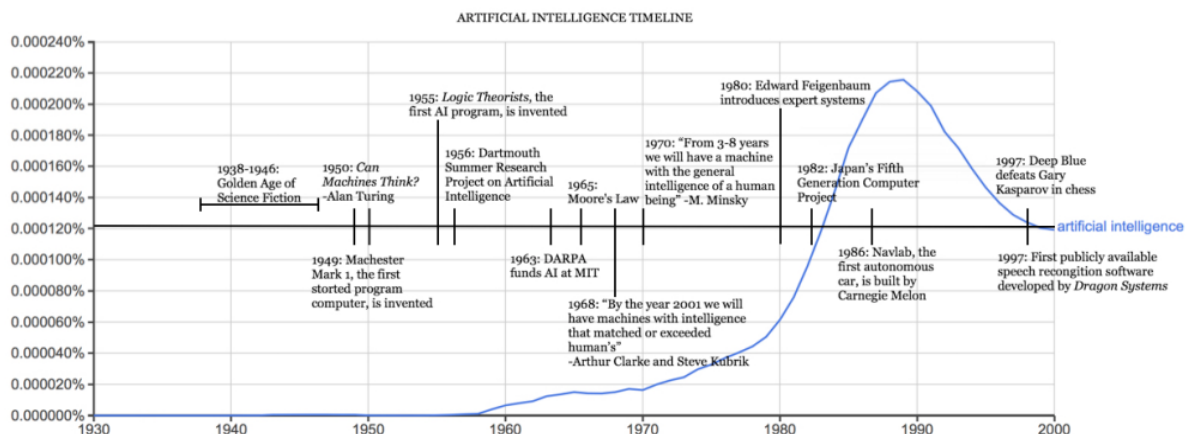 ARTIFICIAL INTELLIGENCE TIMELINE
0.000240%
0.000220%
0.000200%
0.000180%
0.000160%
0.000140%
0.000120%
0.000100%
0.000080%
0.000060%
0.000040%
0.000020%
0.000000%
1938-1946:
Golden Age of
Science Fiction
1950: Can
Machines Think?
-Alan Turing
1949: Machester
Mark 1, the first
storted program
computer, is invented
1955: Logic Theorists, the
first AI program, is invented
1956: Dartmouth
Summer Research
Project on Artificial
Intelligence
1963: DARPA
funds AI at MIT
1965:
Moore's Law
1968: "By the year 2001 we will
have machines with intelligence
that matched or exceeded
human's"
-Arthur Clarke and Steve Kubrik
1970: "From 3-8 years
we will have a machine
with the general
intelligence of a human
being" -M. Minsky
1980: Edward Feigenbaum
introduces expert systems
1982: Japan's Fifth
Generation Computer
Project
1986: Navlab, the
first autonomous
car, is built by
Carnegie Melon
1997: Deep Blue
defeats Gary
Kasparov in chess
artificial intelligence
1997: First publicly available
speech recongition software
developed by Dragon Systems
1930
1940
1950
1960
1970
1980
1990
2000